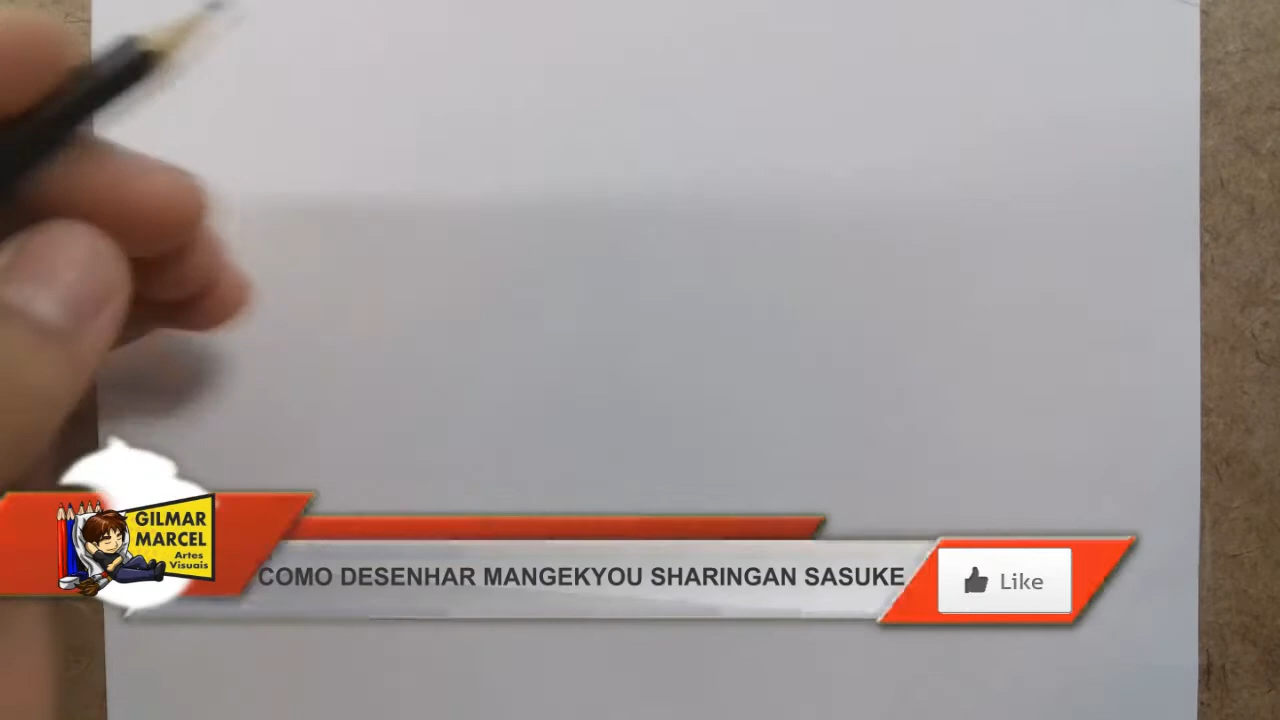 GILMAR
MARCEL
Artes
Visuais
COMO DESENHAR MANGEKYOU SHARINGAN SASUKE
Like